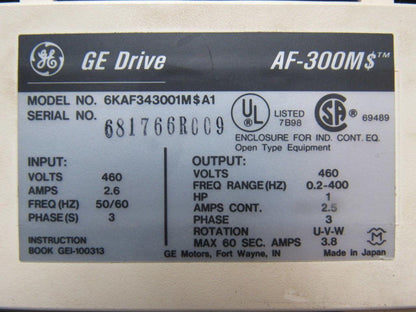 GE Drive AF-300M$™
MODEL NO. 6KAF343001M$A1
SERIAL NO. 681766R009
UL LISTED 7B98
SA ® 69489
ENCLOSURE FOR IND. CONT. EQ.
Open Type Equipment
INPUT:
VOLTS 460
AMPS 2.6
FREQ (HZ) 50/60
PHASE(S) 3
INSTRUCTION
BOOK GEI-100313
OUTPUT:
VOLTS 460
FREQ RANGE(HZ) 0.2-400
HP 1
AMPS CONT. 2.5
PHASE 3
ROTATION U-V-W
MAX 60 SEC. AMPS 3.8
GE Motors, Fort Wayne, IN
Made in Japan